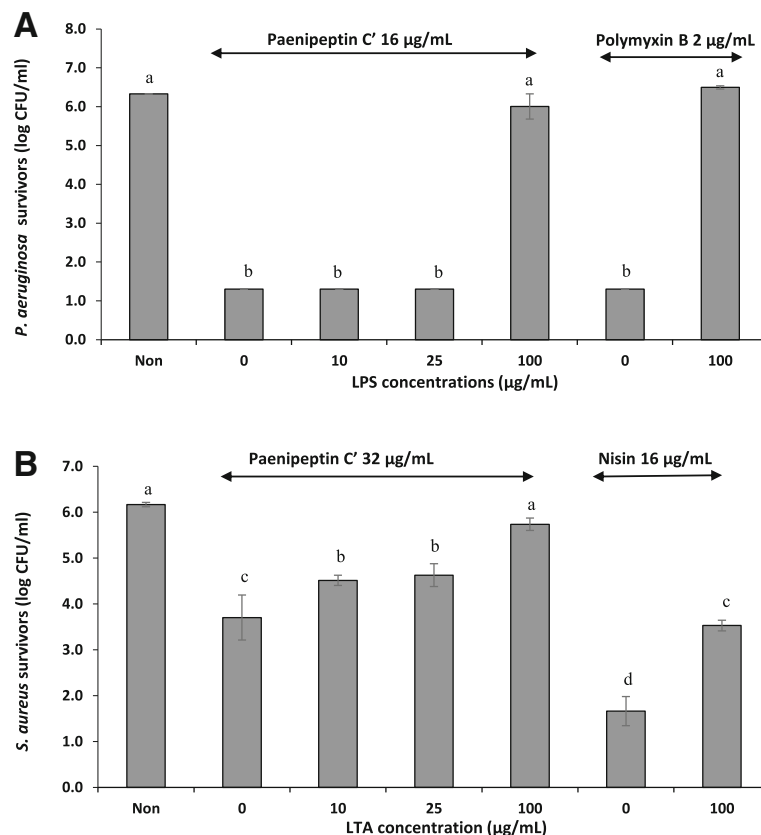 A
Paenipeptin C′ 16 µg/mL
Polymyxin B 2 µg/mL
P. aeruginosa survivors (log CFU/ml)
8.0
7.0
6.0
5.0
4.0
3.0
2.0
1.0
0.0
a
b
b
b
a
b
a
Non
0
10
25
100
0
100
LPS concentrations (µg/mL)
B
Paenipeptin C′ 32 µg/mL
Nisin 16 µg/mL
S. aureus survivors (log CFU/ml)
7.0
6.0
5.0
4.0
3.0
2.0
1.0
0.0
a
c
b
b
a
d
c
Non
0
10
25
100
0
100
LTA concentration (µg/mL)